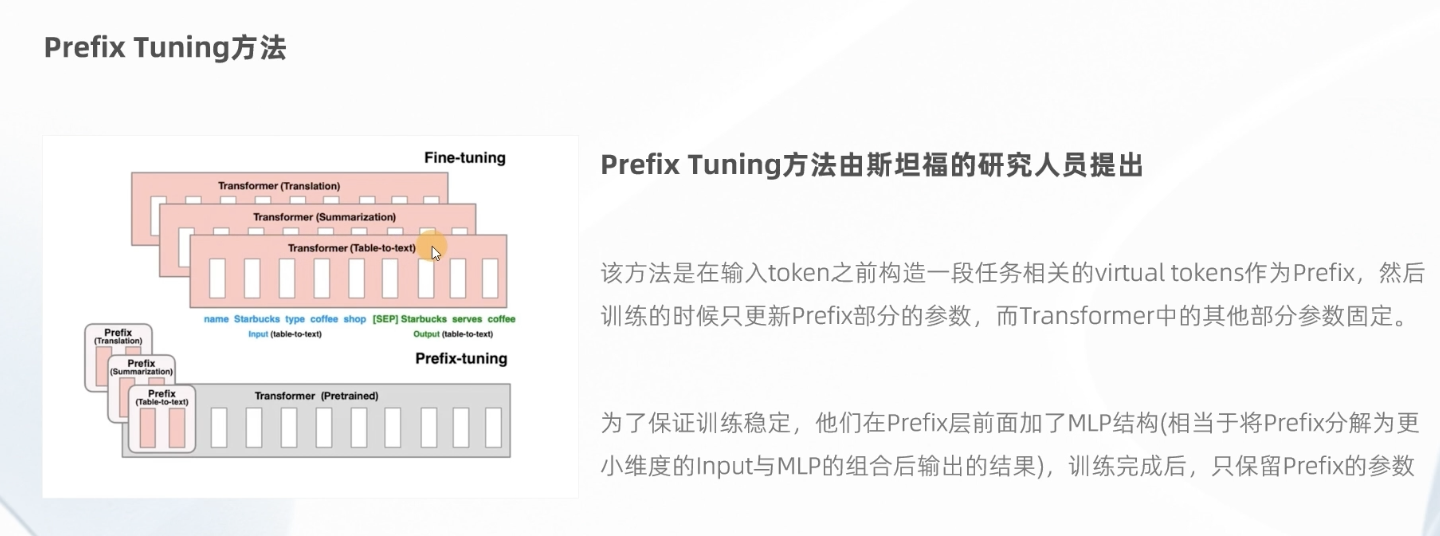 Prefix Tuning方法
Fine-tuning
Transformer (Translation)
Transformer (Summarization)
Transformer (Table-to-text)
name Starbucks type coffee shop [SEP] Starbucks serves coffee
Input (table-to-text) Output (table-to-text)
Prefix-tuning
Prefix
(Translation)
Prefix
(Summarization)
Prefix
(Table-to-text)
Transformer (Pretrained)
Prefix Tuning方法由斯坦福的研究人员提出
该方法是在输入token之前构造一段任务相关的virtual tokens作为Prefix，然后
训练的时候只更新Prefix部分的参数，而Transformer中的其他部分参数固定。
为了保证训练稳定，他们在Prefix层前面加了MLP结构(相当于将Prefix分解为更
小维度的Input与MLP的组合后输出的结果)，训练完成后，只保留Prefix的参数